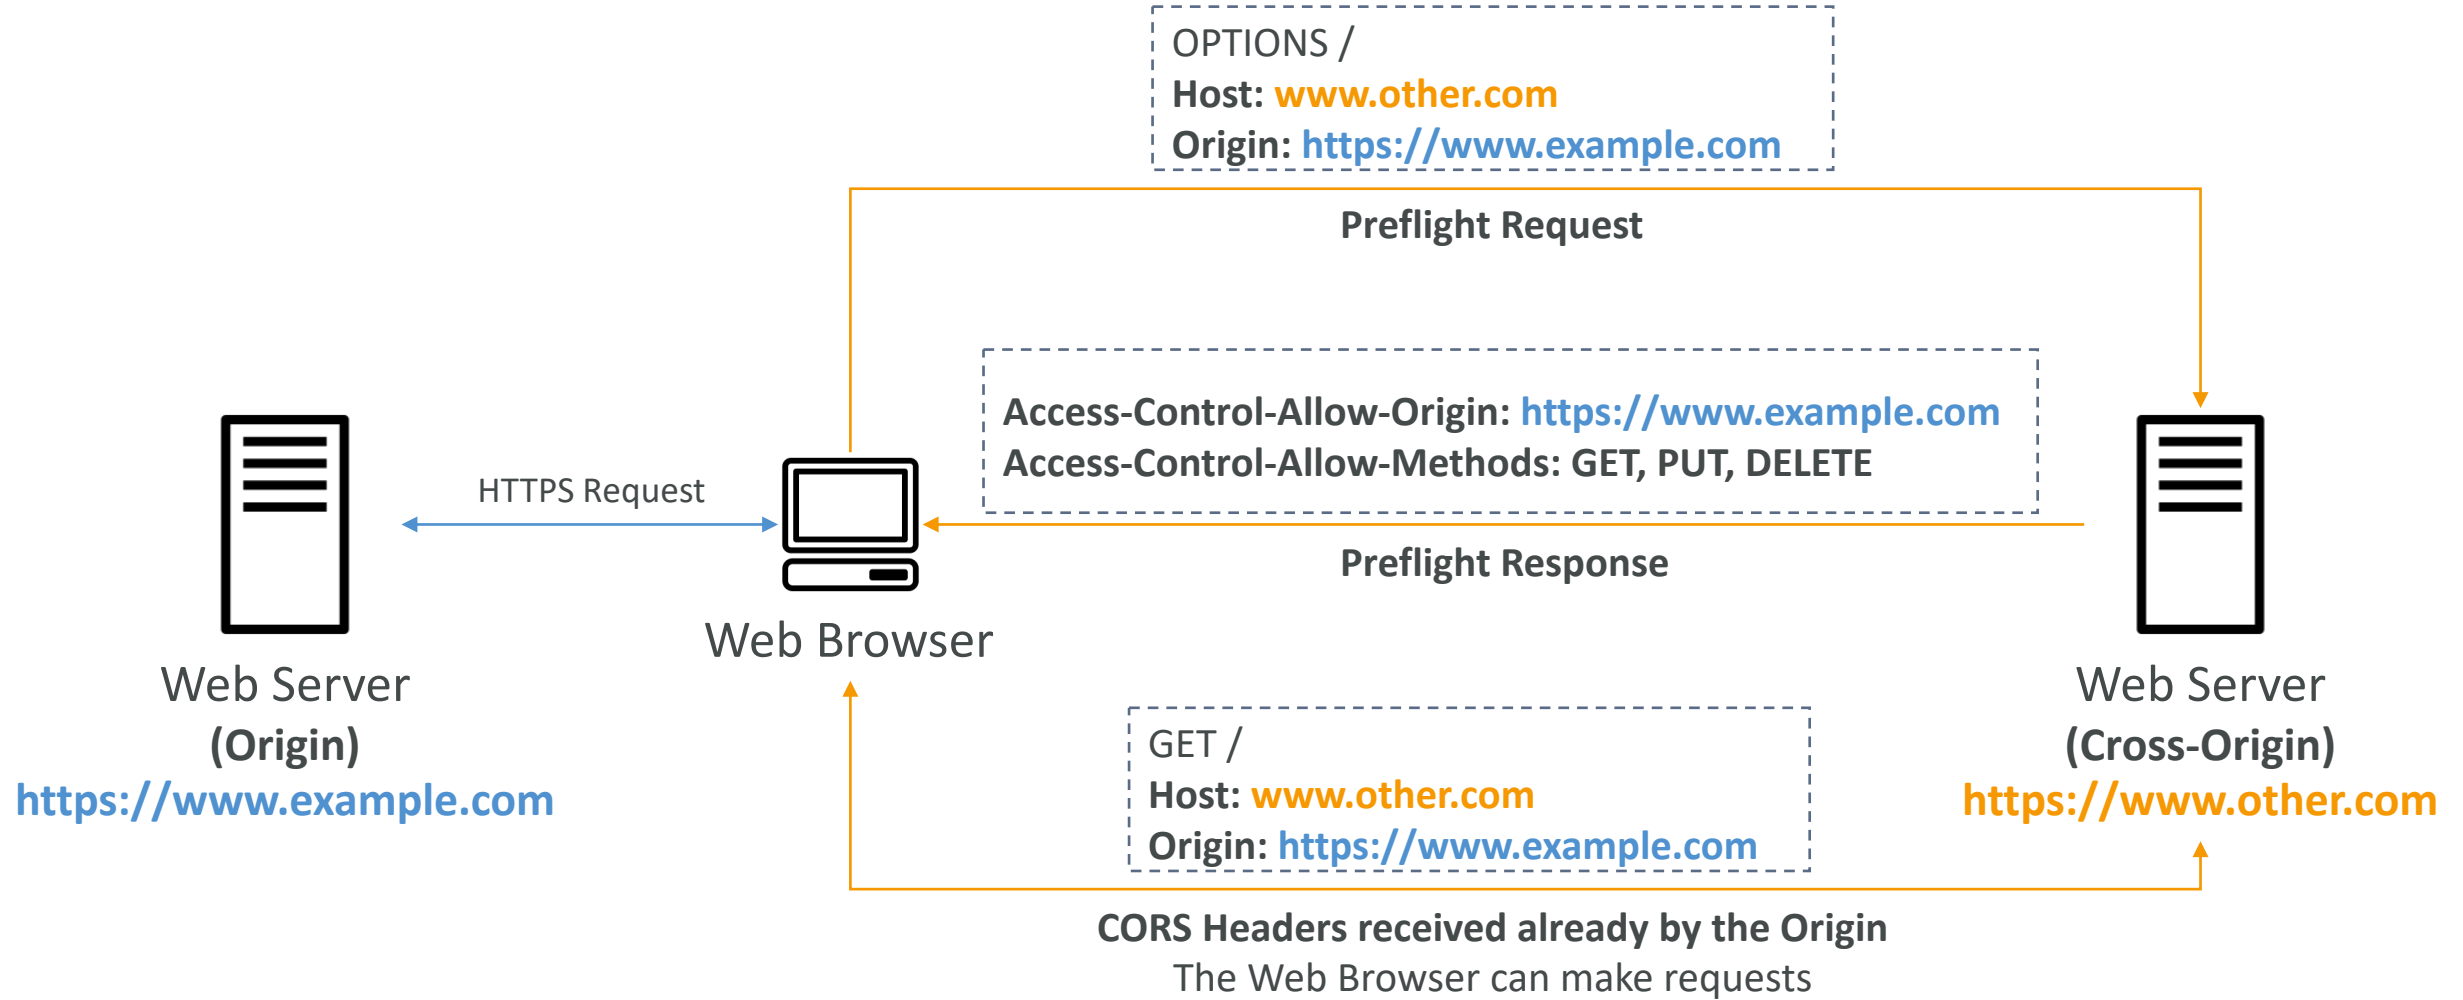 OPTIONS /
Host: www.other.com
Origin: https://www.example.com
Preflight Request
Access-Control-Allow-Origin: https://www.example.com
Access-Control-Allow-Methods: GET, PUT, DELETE
HTTPS Request
Preflight Response
Web Browser
Web Server
(Origin)
https://www.example.com
Web Server
(Cross-Origin)
https://www.other.com
GET /
Host: www.other.com
Origin: https://www.example.com
CORS Headers received already by the Origin
The Web Browser can make requests